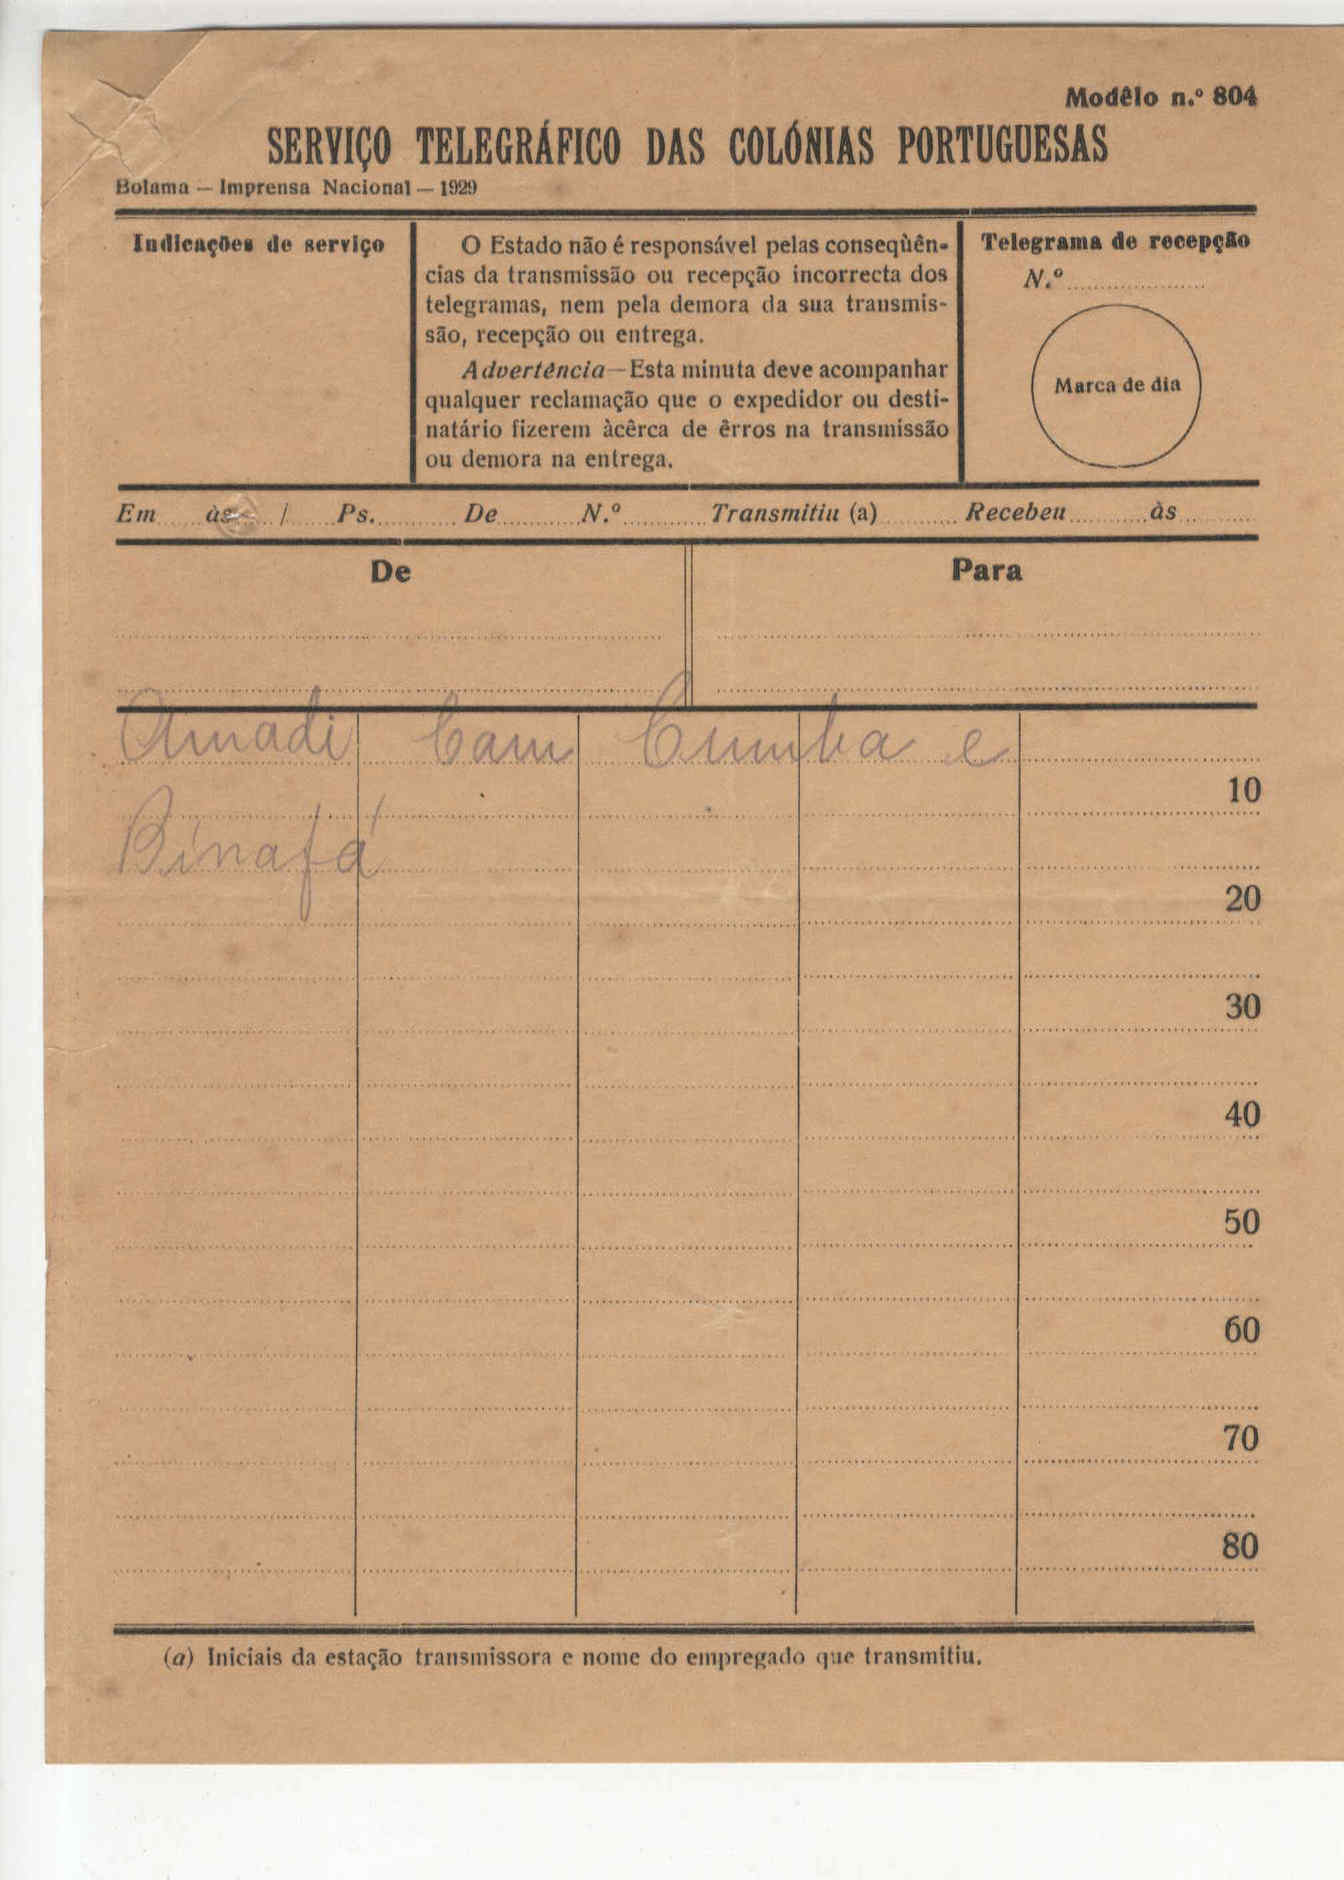 Modêlo n.º 804
SERVIÇO TELEGRÁFICO DAS COLÓNIAS PORTUGUESAS
Bolama — Imprensa Nacional — 1929
Indicações de serviço
O Estado não é responsável pelas conseqùên-
cias da transmissão ou recepção incorrecta dos
telegramas, nem pela demora da sua transmis-
são, recepção ou entrega.
Advertência—Esta minuta deve acompanhar
qualquer reclamação que o expedidor ou desti-
natário fizerem àcêrca de êrros na transmissão
ou demora na entrega.
Telegrama de recepção
N.º
Marca de dia
Em às / Ps. De N.º Transmitiu (a) Recebeu às
De
Para
Amadi Cam Cumba e
Binafá
10
20
30
40
50
60
70
80
(a) Iniciais da estação transmissora e nome do empregado que transmitiu.